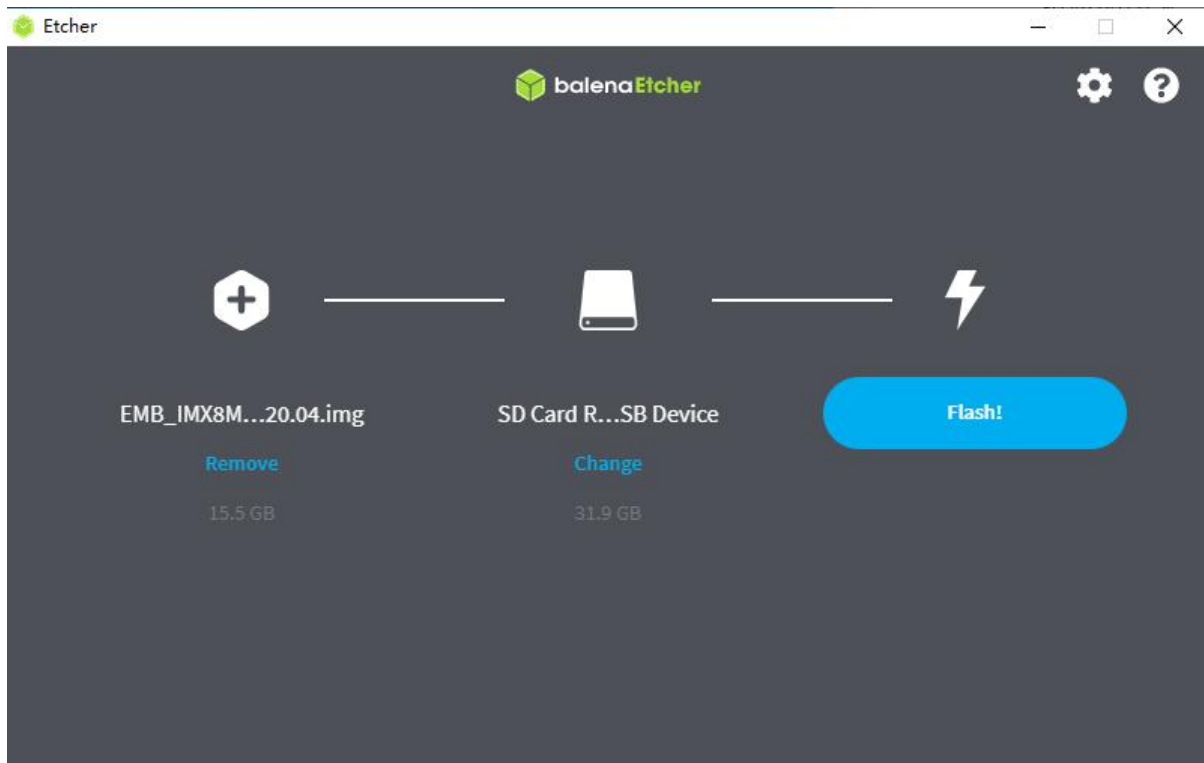 Etcher
balenaEtcher
EMB_IMX8M...20.04.img
SD Card R...SB Device
Flash!
Remove
Change
15.5 GB
31.9 GB